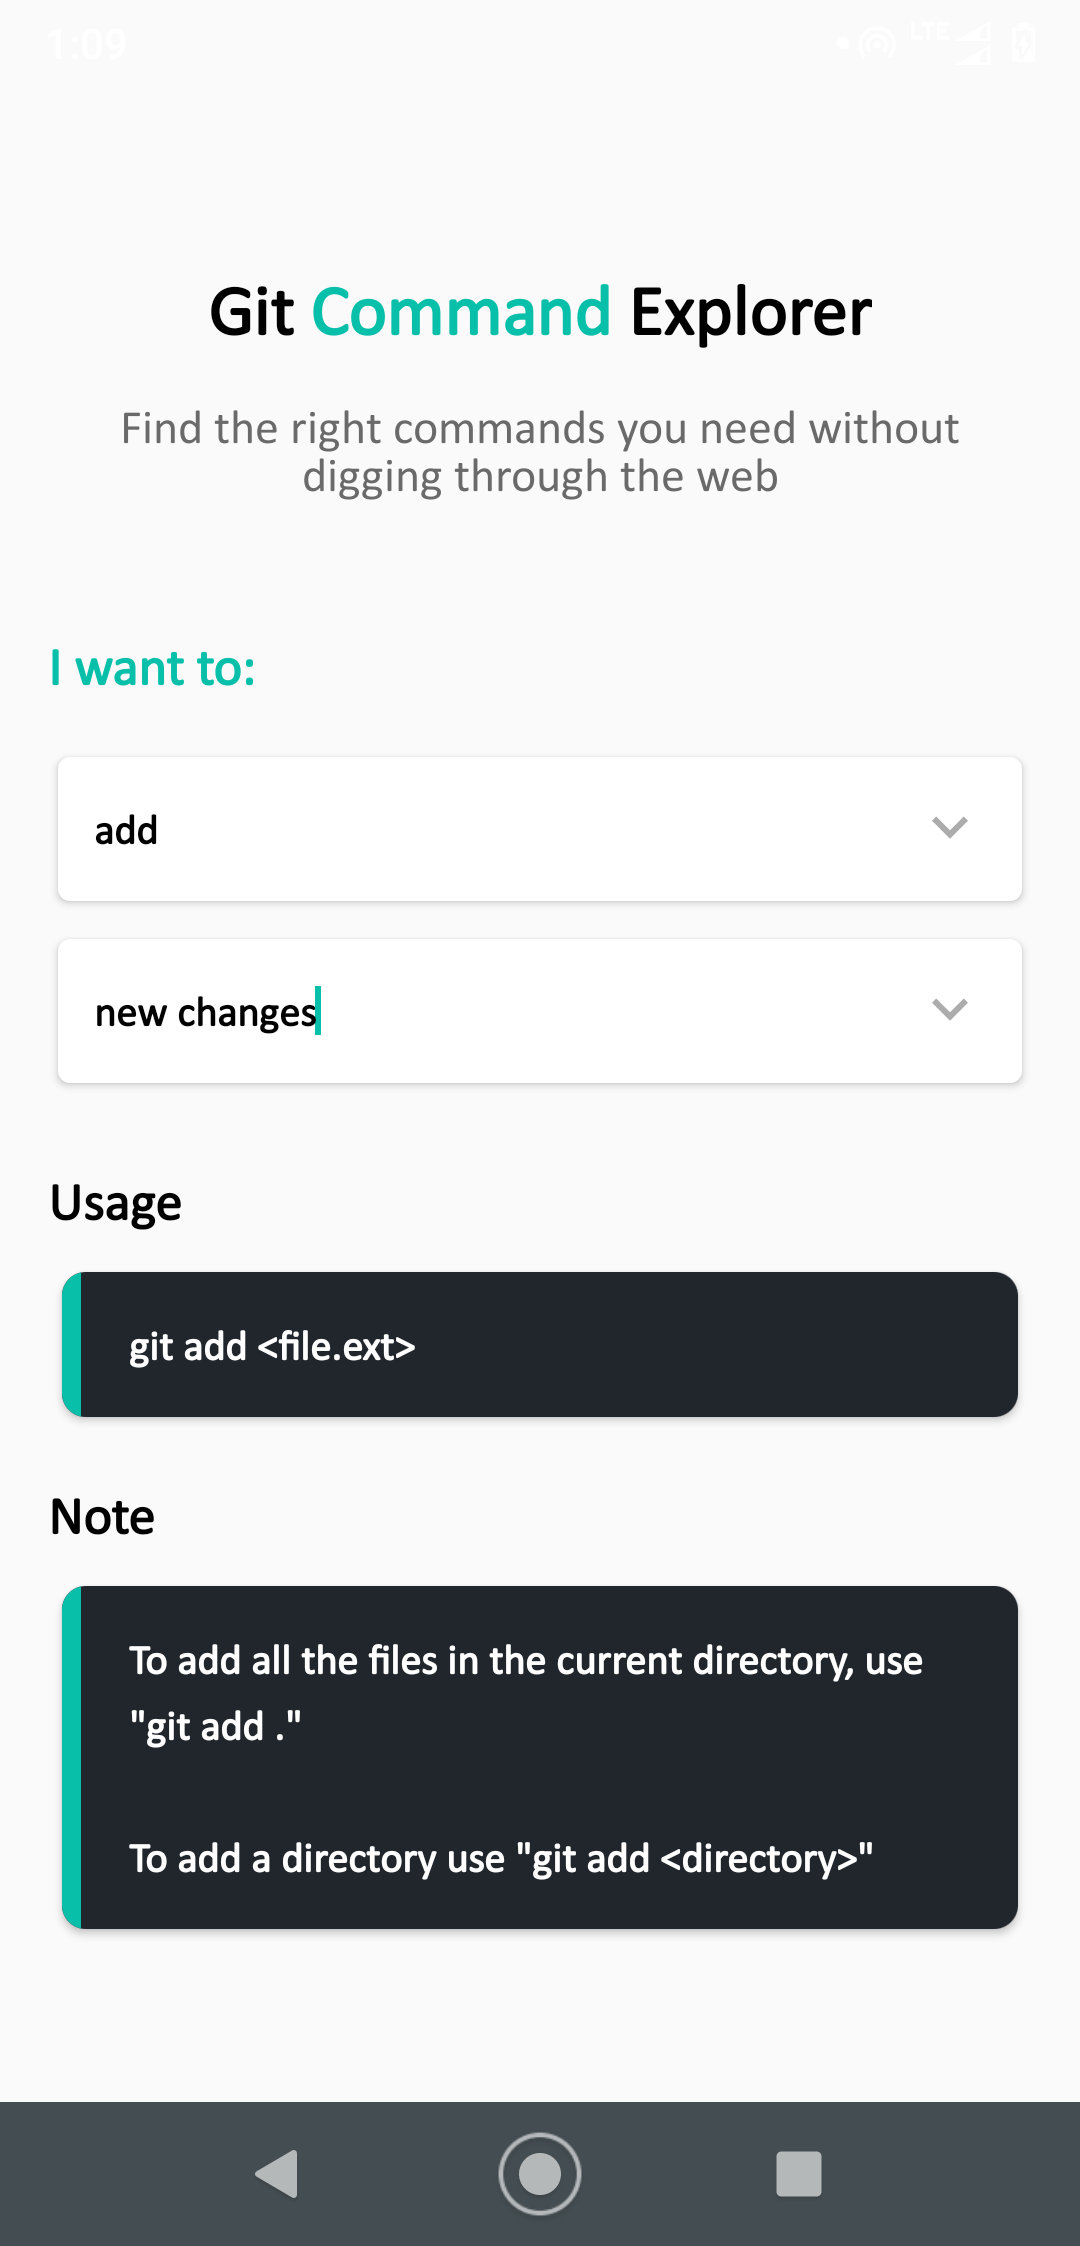 1:09
LTE
Git Command Explorer
Find the right commands you need without
digging through the web
I want to:
add
new changes
Usage
git add <file.ext>
Note
To add all the files in the current directory, use
"git add ."
To add a directory use "git add <directory>"